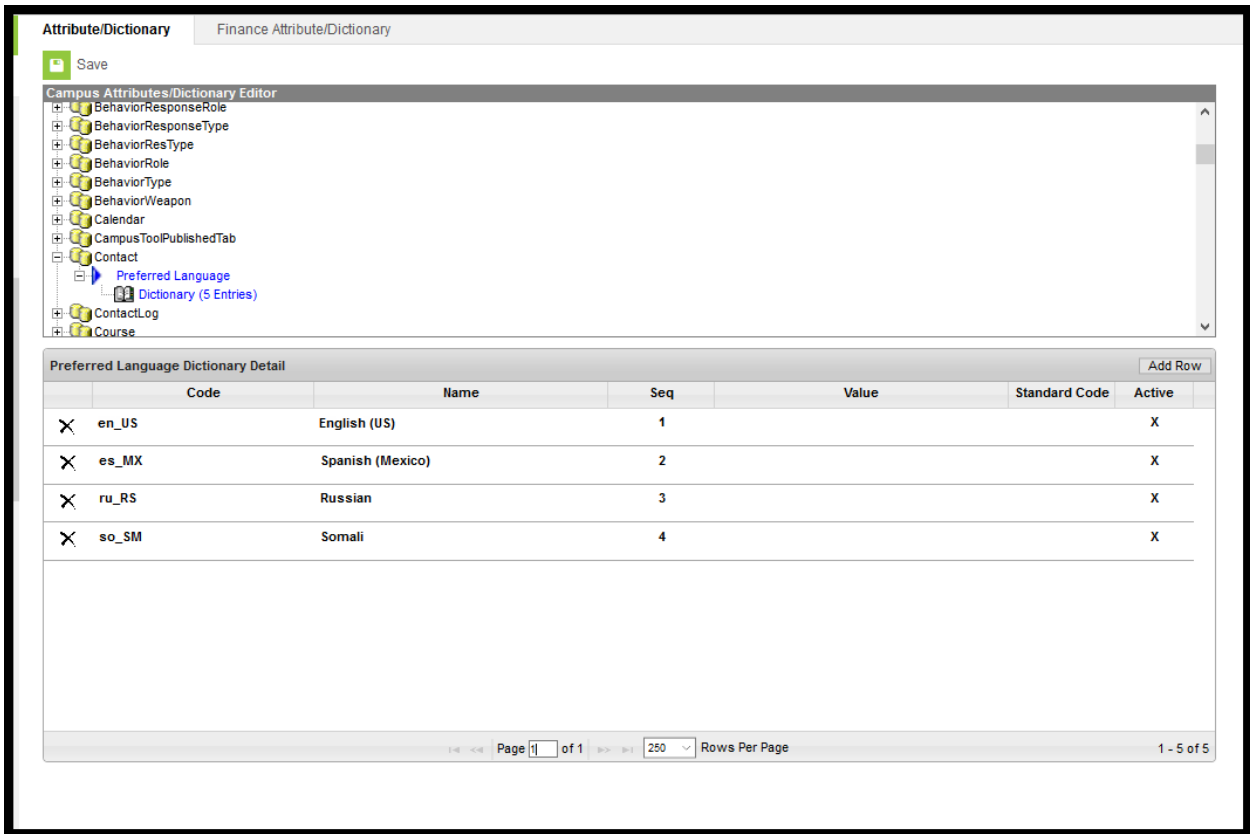 Attribute/Dictionary Finance Attribute/Dictionary
Save
Campus Attributes/Dictionary Editor
BehaviorResponseRole
BehaviorResponseType
BehaviorResType
BehaviorRole
BehaviorType
BehaviorWeapon
Calendar
CampusToolPublishedTab
Contact
Preferred Language
Dictionary (5 Entries)
ContactLog
Course
Preferred Language Dictionary Detail Add Row
Code Name Seq Value Standard Code Active
X en_US English (US) 1 X
X es_MX Spanish (Mexico) 2 X
X ru_RS Russian 3 X
X so_SM Somali 4 X
Page 1 of 1 250 Rows Per Page 1 - 5 of 5